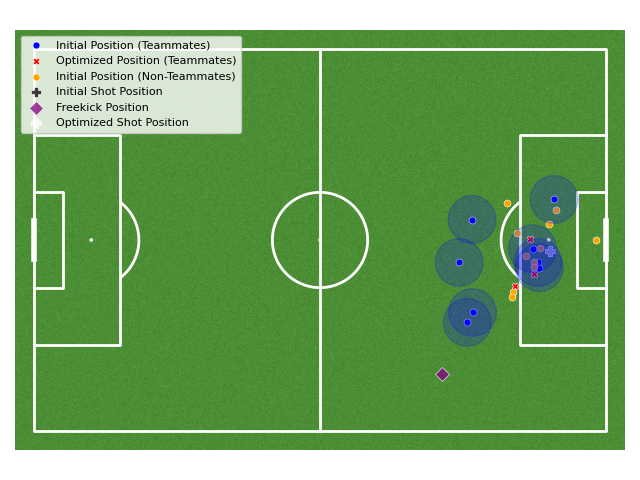 Initial Position (Teammates)
Optimized Position (Teammates)
Initial Position (Non-Teammates)
Initial Shot Position
Freekick Position
Optimized Shot Position